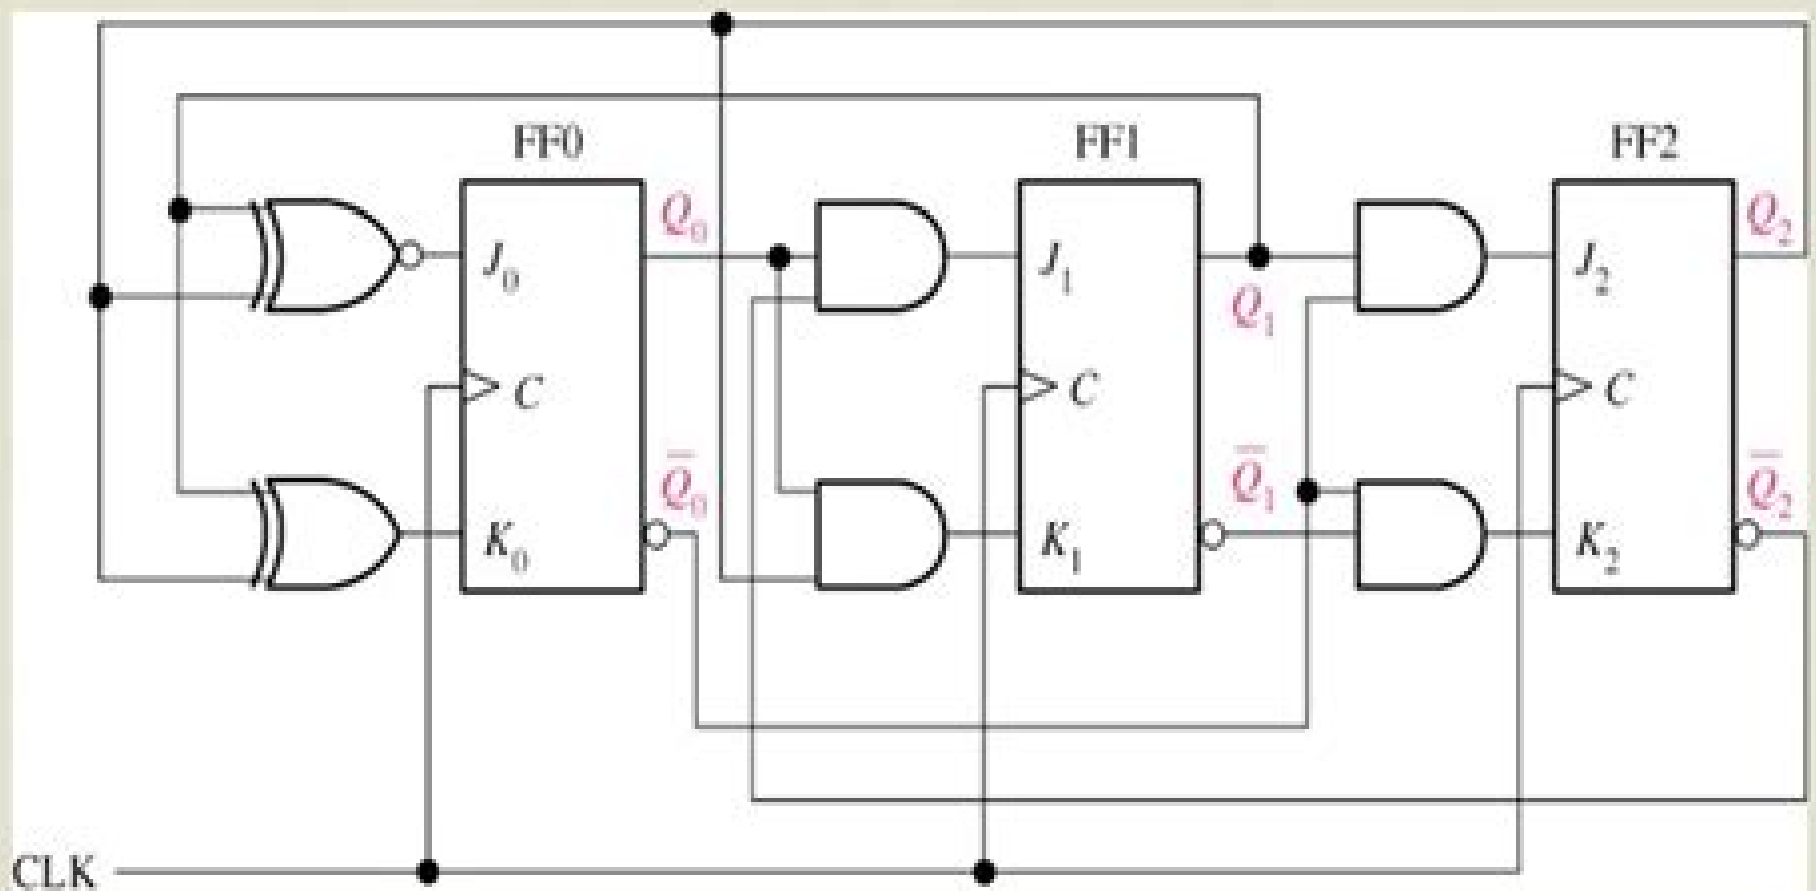 FF0 FF1 FF2
Q₀ Q₂
J₀ J₁ J₂
Q₁
C C C
Q̅₀ Q̅₁ Q̅₂
K₀ K₁ K₂
CLK